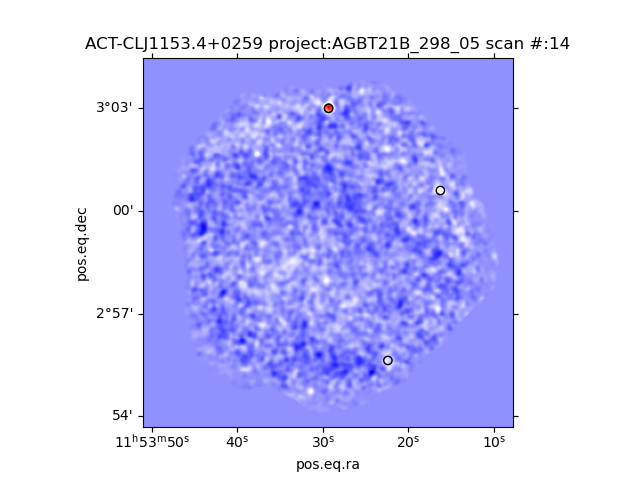 ACT-CLJ1153.4+0259 project:AGBT21B_298_05 scan #:14
3°03'
00'
2°57'
54'
pos.eq.dec
11ʰ53ᵐ50ˢ 40ˢ 30ˢ 20ˢ 10ˢ
pos.eq.ra